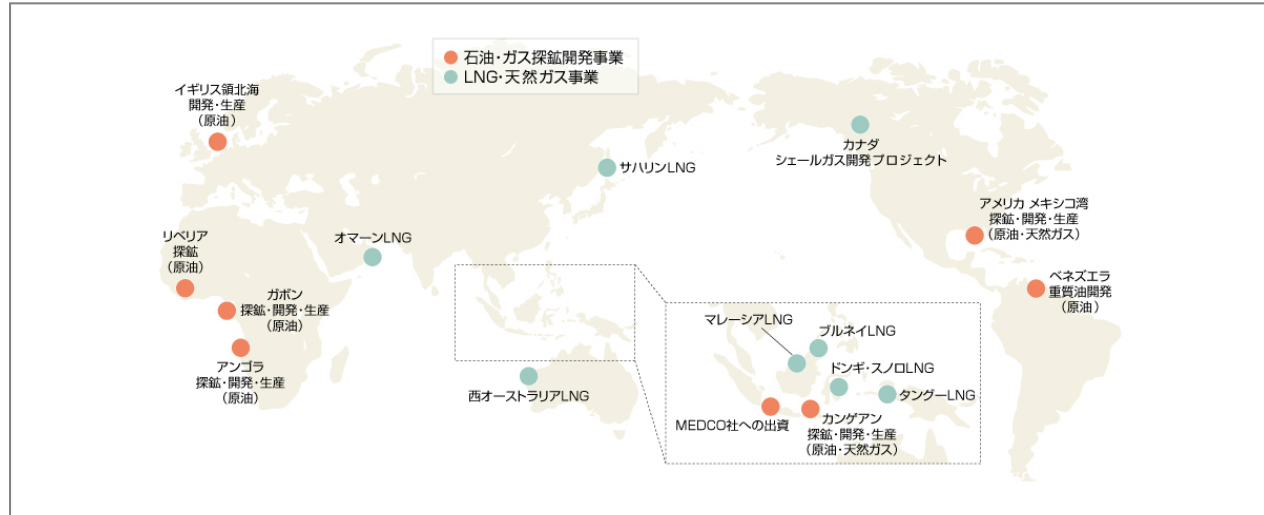 石油・ガス探鉱開発事業
LNG・天然ガス事業
イギリス領北海
開発・生産
（原油）
サハリンLNG
カナダ
シェールガス開発プロジェクト
アメリカ メキシコ湾
探鉱・開発・生産
（原油・天然ガス）
リベリア
探鉱
（原油）
オマーンLNG
ガボン
探鉱・開発・生産
（原油）
ベネズエラ
重質油開発
（原油）
アンゴラ
探鉱・開発・生産
（原油）
西オーストラリアLNG
マレーシアLNG
ブルネイLNG
ドンギ・スノロLNG
タングーLNG
MEDCO社への出資
カンゲアン
探鉱・開発・生産
（原油・天然ガス）